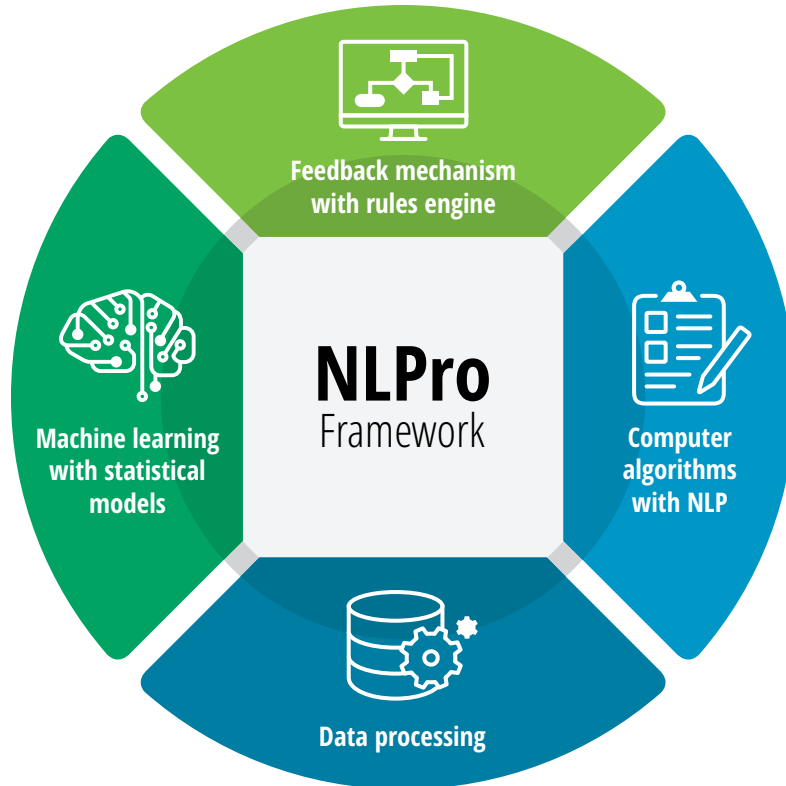 Feedback mechanism
with rules engine
Machine learning
with statistical
models
NLPro
Framework
Computer
algorithms
with NLP
Data processing